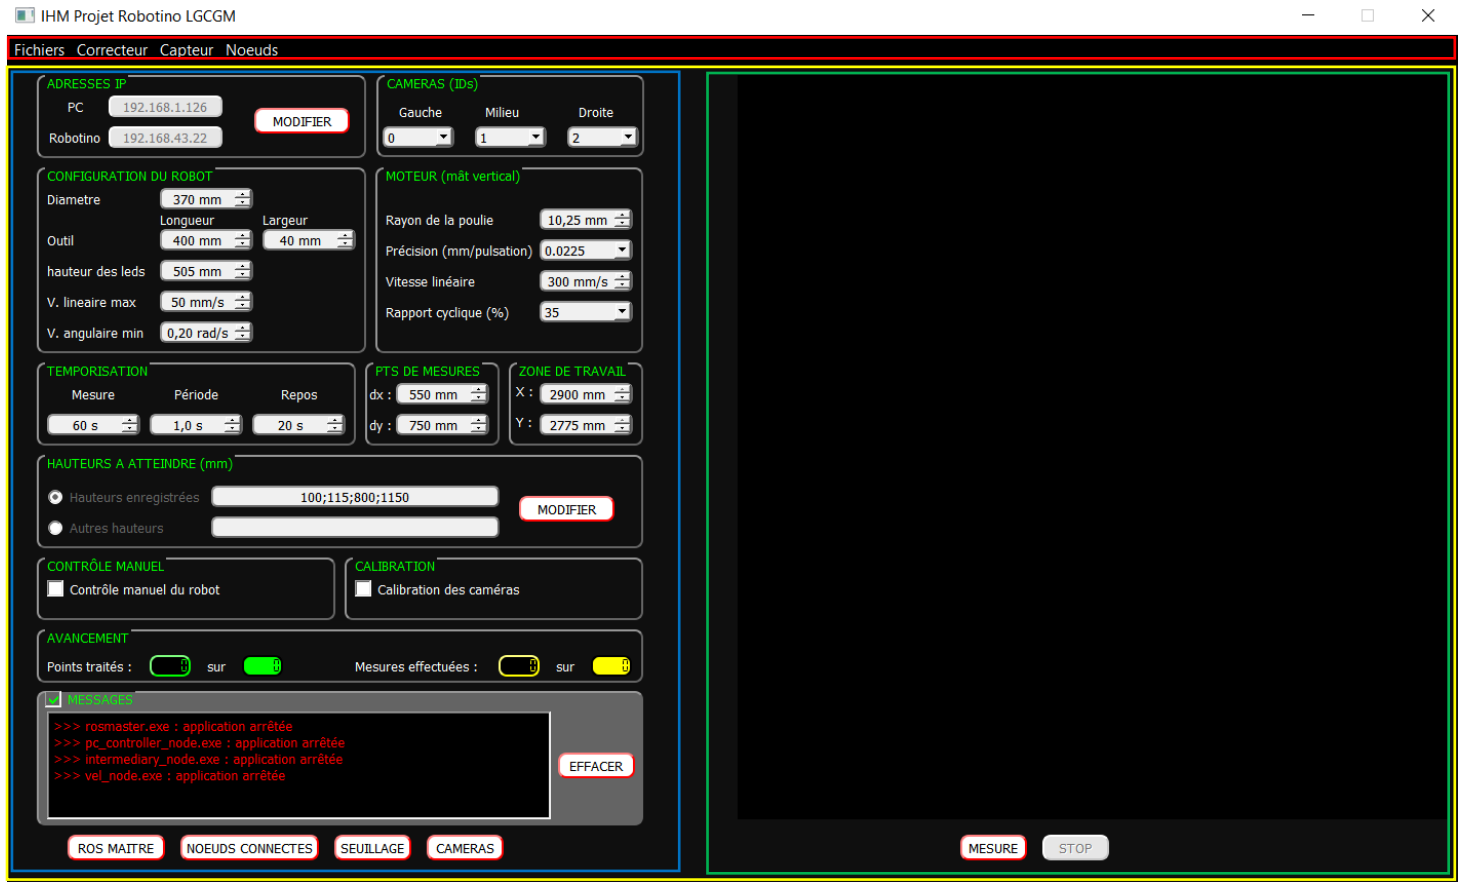 IHM Projet Robotino LGCGM
Fichiers Correcteur Capteur Noeuds
ADRESSES IP
PC 192.168.1.126
Robotino 192.168.43.22
MODIFIER
CAMERAS (IDs)
Gauche Milieu Droite
0 1 2
CONFIGURATION DU ROBOT
Diametre 370 mm
Longueur Largeur
Outil 400 mm 40 mm
hauteur des leds 505 mm
V. lineaire max 50 mm/s
V. angulaire min 0,20 rad/s
MOTEUR (mât vertical)
Rayon de la poulie 10,25 mm
Précision (mm/pulsation) 0.0225
Vitesse linéaire 300 mm/s
Rapport cyclique (%) 35
TEMPORISATION
Mesure Période Repos
60 s 1,0 s 20 s
PTS DE MESURES
dx : 550 mm
dy : 750 mm
ZONE DE TRAVAIL
X : 2900 mm
Y : 2775 mm
HAUTEURS A ATTEINDRE (mm)
Hauteurs enregistrées 100;115;800;1150
Autres hauteurs
MODIFIER
CONTRÔLE MANUEL
Contrôle manuel du robot
CALIBRATION
Calibration des caméras
AVANCEMENT
Points traités : 0 sur 0 Mesures effectuées : 0 sur 0
MESSAGES
>>> rosmaster.exe : application arrêtée
>>> pc_controller_node.exe : application arrêtée
>>> intermediary_node.exe : application arrêtée
>>> vel_node.exe : application arrêtée
EFFACER
ROS MAITRE NOEUDS CONNECTES SEUILLAGE CAMERAS
MESURE STOP